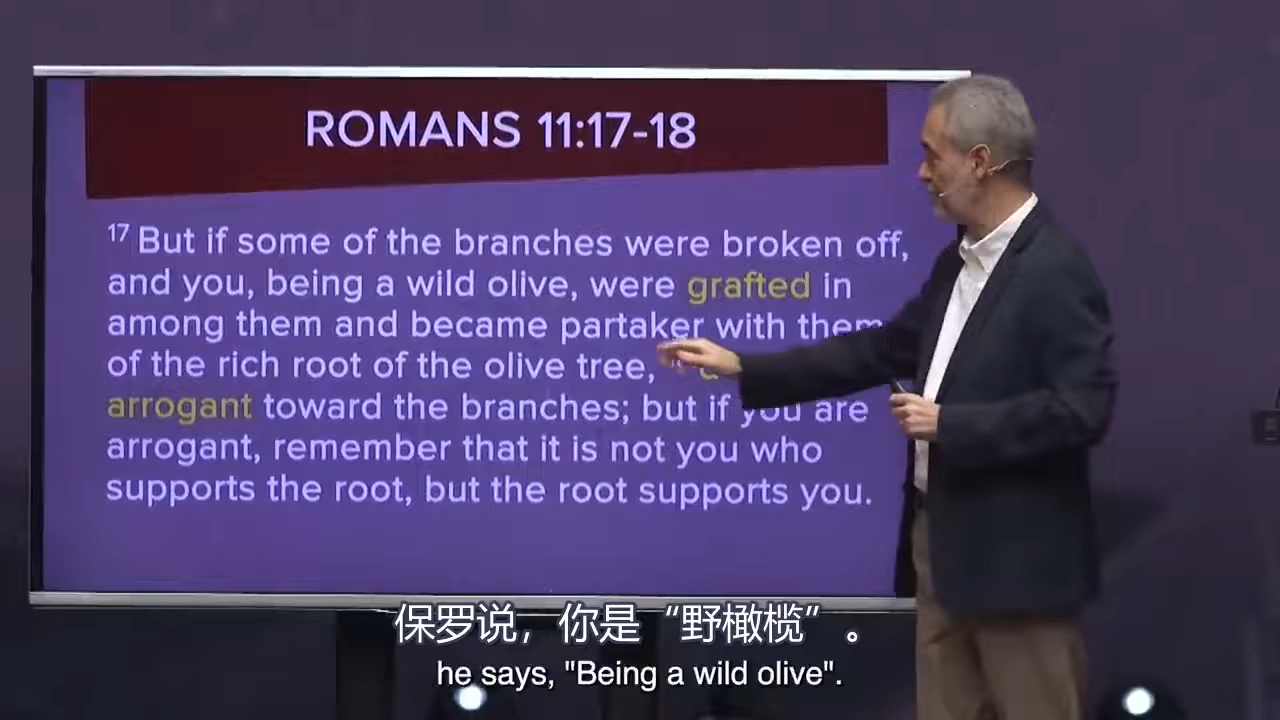 ROMANS 11:17-18
17 But if some of the branches were broken off,
and you, being a wild olive, were grafted in
among them and became partaker with them
of the rich root of the olive tree,
arrogant toward the branches; but if you are
arrogant, remember that it is not you who
supports the root, but the root supports you.
保罗说，你是“野橄榄”。
he says, "Being a wild olive".